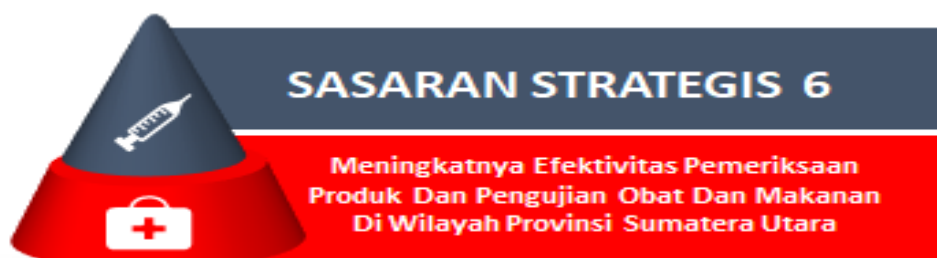 SASARAN STRATEGIS 6
Meningkatnya Efektivitas Pemeriksaan
Produk Dan Pengujian Obat Dan Makanan
Di Wilayah Provinsi Sumatera Utara